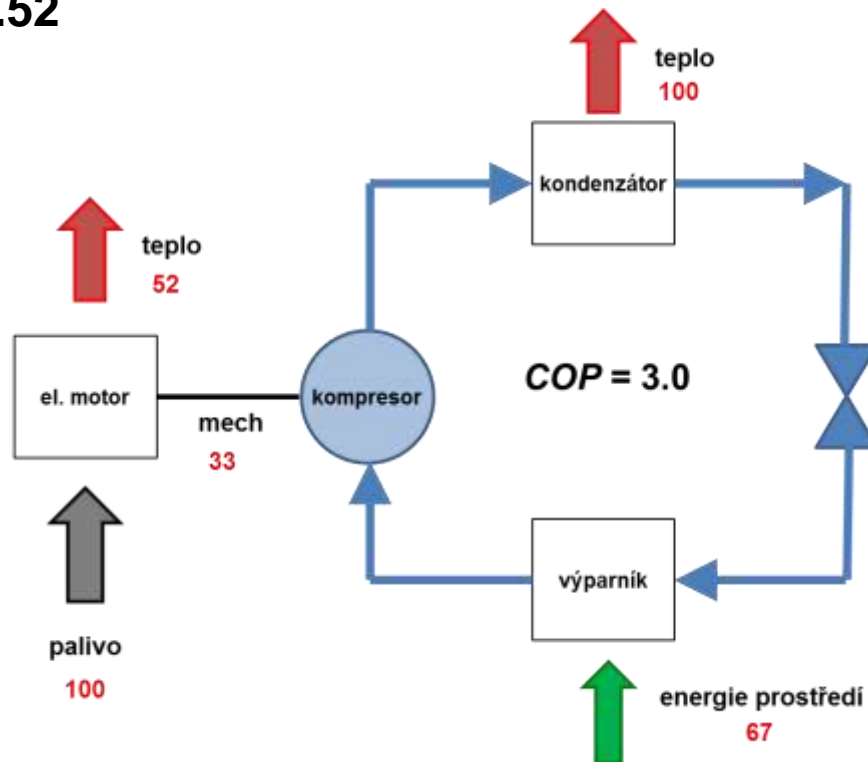 .52
teplo
100
kondenzátor
teplo
52
el. motor
mech
33
kompresor
COP = 3.0
výparník
palivo
100
energie prostředí
67